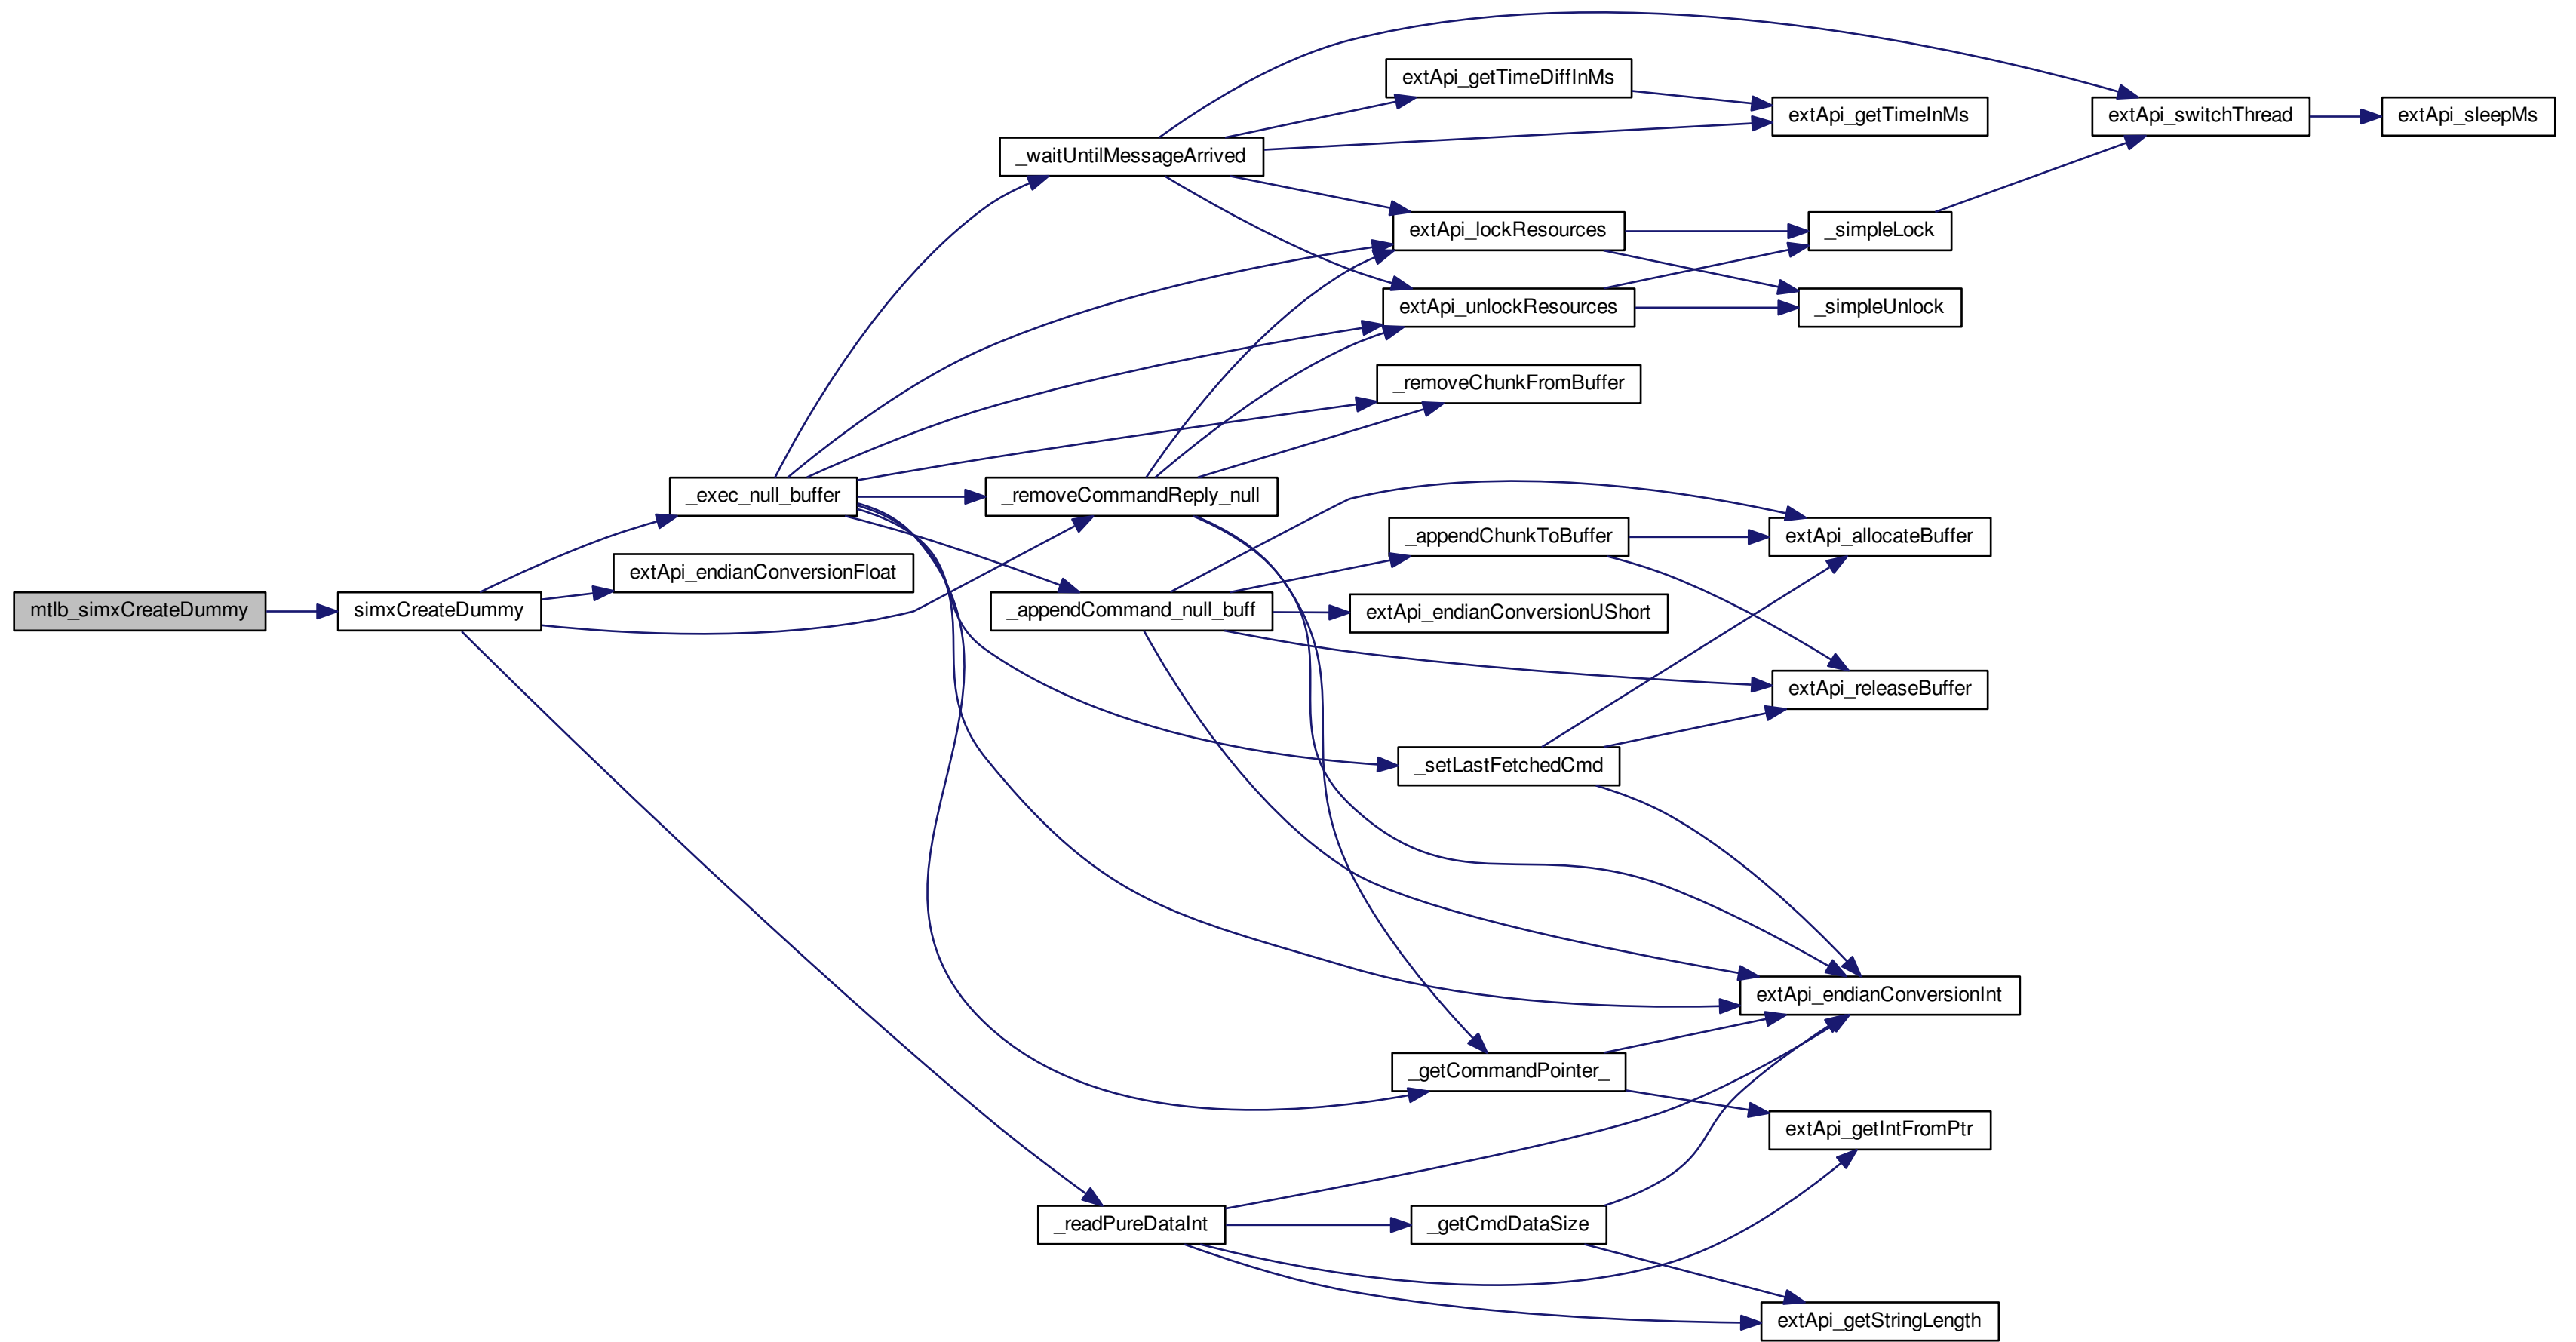 mtlb_simxCreateDummy
simxCreateDummy
_exec_null_buffer
extApi_endianConversionFloat
_waitUntilMessageArrived
_removeCommandReply_null
_appendCommand_null_buff
_readPureDataInt
extApi_getTimeDiffInMs
extApi_lockResources
extApi_unlockResources
_removeChunkFromBuffer
_appendChunkToBuffer
extApi_endianConversionUShort
_setLastFetchedCmd
_getCommandPointer_
_getCmdDataSize
extApi_getTimeInMs
_simpleLock
_simpleUnlock
extApi_allocateBuffer
extApi_releaseBuffer
extApi_endianConversionInt
extApi_getIntFromPtr
extApi_getStringLength
extApi_switchThread
extApi_sleepMs